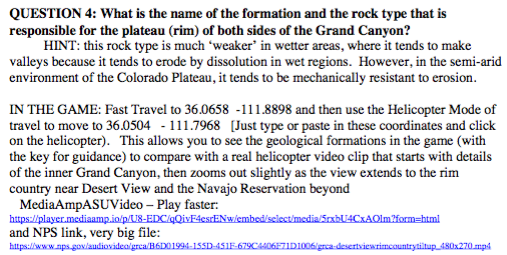 QUESTION 4: What is the name of the formation and the rock type that is
responsible for the plateau (rim) of both sides of the Grand Canyon?
HINT: this rock type is much ‘weaker’ in wetter areas, where it tends to make
valleys because it tends to erode by dissolution in wet regions. However, in the semi-arid
environment of the Colorado Plateau, it tends to be mechanically resistant to erosion.
IN THE GAME: Fast Travel to 36.0658 -111.8898 and then use the Helicopter Mode of
travel to move to 36.0504 - 111.7968 [Just type or paste in these coordinates and click
on the helicopter). This allows you to see the geological formations in the game (with
the key for guidance) to compare with a real helicopter video clip that starts with details
of the inner Grand Canyon, then zooms out slightly as the view extends to the rim
country near Desert View and the Navajo Reservation beyond
MediaAmpASUVideo – Play faster:
https://player.mediaamp.io/p/U8-EDC/qQivF4esrENw/embed/select/media/5rxbU4CxAOlm?form=html
and NPS link, very big file:
https://www.nps.gov/audiovideo/grca/B6D01994-155D-451F-679C4406F71D1006/grca-desertviewrimcountrytiltup_480x270.mp4